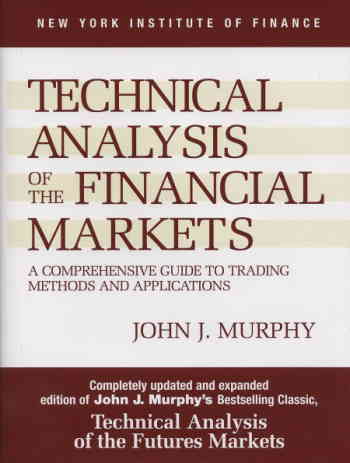 NEW YORK INSTITUTE OF FINANCE
TECHNICAL
ANALYSIS
OF THE FINANCIAL
MARKETS
A COMPREHENSIVE GUIDE TO TRADING
METHODS AND APPLICATIONS
JOHN J. MURPHY
Completely updated and expanded
edition of John J. Murphy's Bestselling Classic,
Technical Analysis
of the Futures Markets